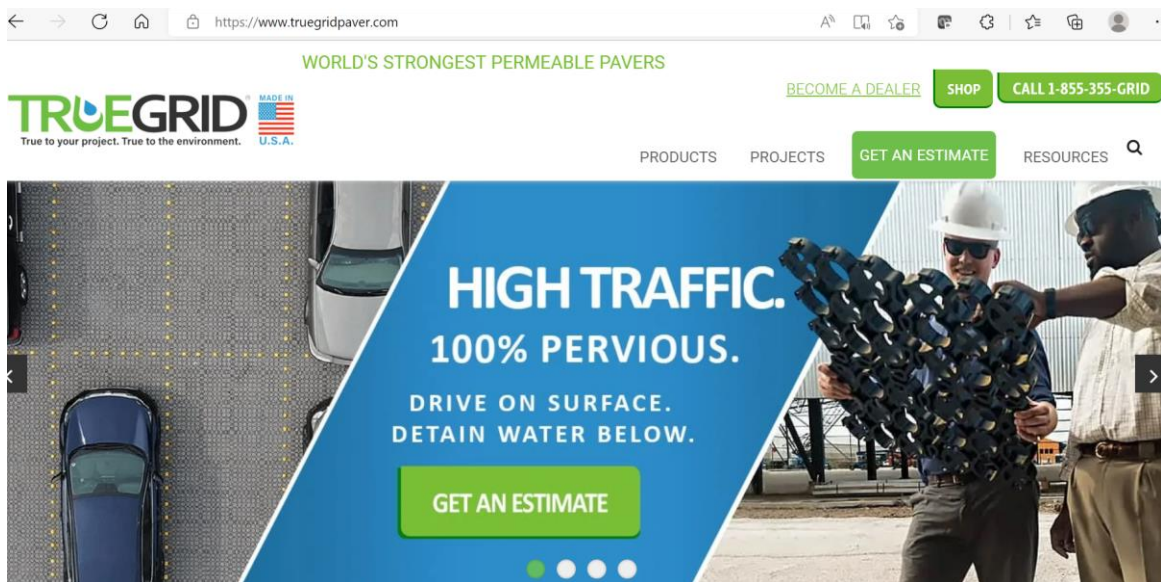 https://www.truegridpaver.com
WORLD'S STRONGEST PERMEABLE PAVERS
BECOME A DEALER
SHOP
CALL 1-855-355-GRID
TRUEGRID®
MADE IN
U.S.A.
True to your project. True to the environment.
PRODUCTS
PROJECTS
GET AN ESTIMATE
RESOURCES
HIGH TRAFFIC.
100% PERVIOUS.
DRIVE ON SURFACE.
DETAIN WATER BELOW.
GET AN ESTIMATE